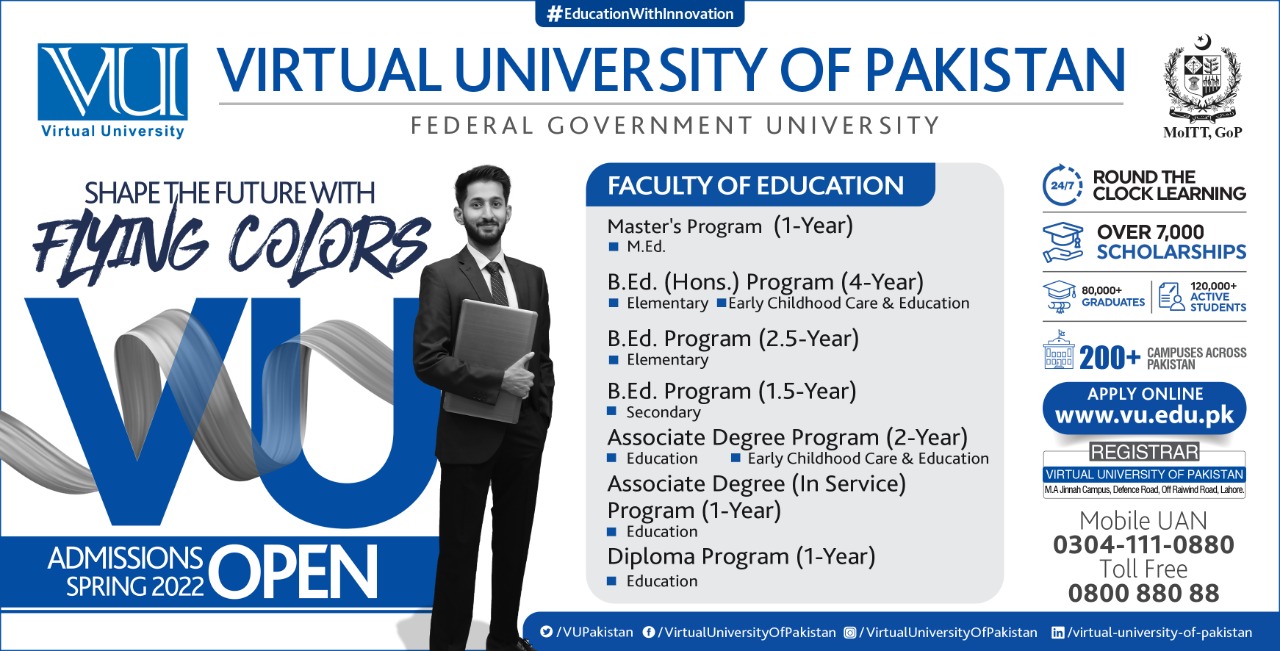 #EducationWithInnovation
VU
Virtual University
VIRTUAL UNIVERSITY OF PAKISTAN
FEDERAL GOVERNMENT UNIVERSITY
MoITT, GoP
SHAPE THE FUTURE WITH
FLYING COLORS
VU
ADMISSIONS
SPRING 2022
OPEN
FACULTY OF EDUCATION
Master's Program (1-Year)
M.Ed.
B.Ed. (Hons.) Program (4-Year)
Elementary Early Childhood Care & Education
B.Ed. Program (2.5-Year)
Elementary
B.Ed. Program (1.5-Year)
Secondary
Associate Degree Program (2-Year)
Education Early Childhood Care & Education
Associate Degree (In Service)
Program (1-Year)
Education
Diploma Program (1-Year)
Education
24/7
ROUND THE
CLOCK LEARNING
OVER 7,000
SCHOLARSHIPS
80,000+
GRADUATES
120,000+
ACTIVE
STUDENTS
200+ CAMPUSES ACROSS
PAKISTAN
APPLY ONLINE
www.vu.edu.pk
REGISTRAR
VIRTUAL UNIVERSITY OF PAKISTAN
M.A Jinnah Campus, Defence Road, Off Raiwind Road, Lahore.
Mobile UAN
0304-111-0880
Toll Free
0800 880 88
/VUPakistan /VirtualUniversityOfPakistan /VirtualUniversityOfPakistan /virtual-university-of-pakistan